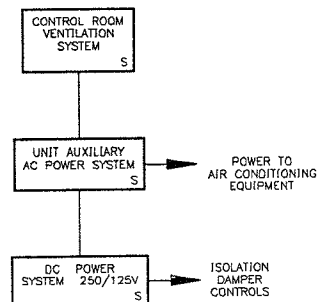 CONTROL ROOM
VENTILATION
SYSTEM
S
UNIT AUXILIARY
AC POWER SYSTEM
S
POWER TO
AIR CONDITIONING
EQUIPMENT
DC POWER
SYSTEM 250/125V
S
ISOLATION
DAMPER
CONTROLS